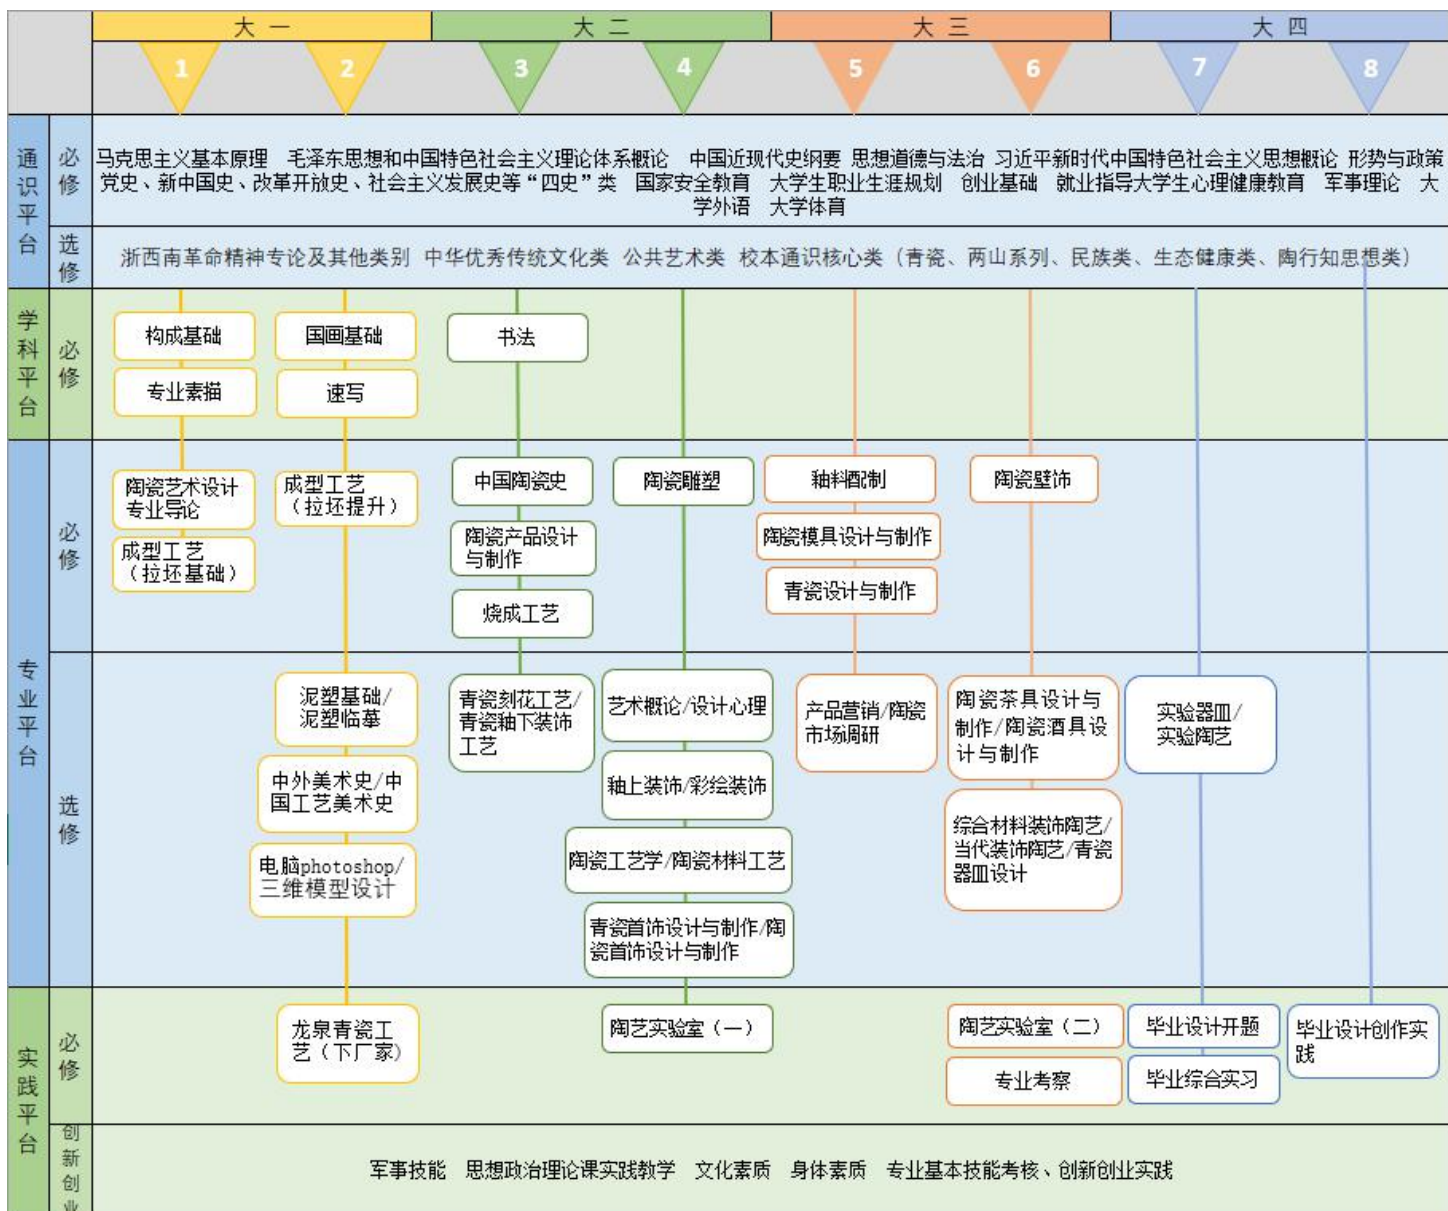 大一
大二
大三
大四
1
2
3
4
5
6
7
8
通识平台
必修
马克思主义基本原理 毛泽东思想和中国特色社会主义理论体系概论 中国近现代史纲要 思想道德与法治 习近平新时代中国特色社会主义思想概论 形势与政策
党史、新中国史、改革开放史、社会主义发展史等“四史”类 国家安全教育 大学生职业生涯规划 创业基础 就业指导大学生心理健康教育 军事理论 大
学外语 大学体育
选修
浙西南革命精神专论及其他类别 中华优秀传统文化类 公共艺术类 校本通识核心类（青瓷、两山系列、民族类、生态健康类、陶行知思想类）
学科平台
必修
构成基础
国画基础
书法
专业素描
速写
专业平台
必修
陶瓷艺术设计
专业导论
成型工艺
（拉坯基础）
成型工艺
（拉坯提升）
中国陶瓷史
陶瓷产品设计
与制作
烧成工艺
陶瓷雕塑
釉料配制
陶瓷模具设计与制作
青瓷设计与制作
陶瓷壁饰
选修
泥塑基础/
泥塑临摹
中外美术史/中
国工艺美术史
电脑photoshop/
三维模型设计
青瓷刻花工艺/
青瓷釉下装饰
工艺
艺术概论/设计心理
釉上装饰/彩绘装饰
陶瓷工艺学/陶瓷材料工艺
青瓷首饰设计与制作/陶
瓷首饰设计与制作
产品营销/陶瓷
市场调研
陶瓷茶具设计与
制作/陶瓷酒具设
计与制作
综合材料装饰陶艺/
当代装饰陶艺/青瓷
器皿设计
实验器皿/
实验陶艺
实践平台
必修
龙泉青瓷工
艺（下厂家）
陶艺实验室（一）
陶艺实验室（二）
专业考察
毕业设计开题
毕业综合实习
毕业设计创作实
践
创新创业
军事技能 思想政治理论课实践教学 文化素质 身体素质 专业基本技能考核、创新创业实践